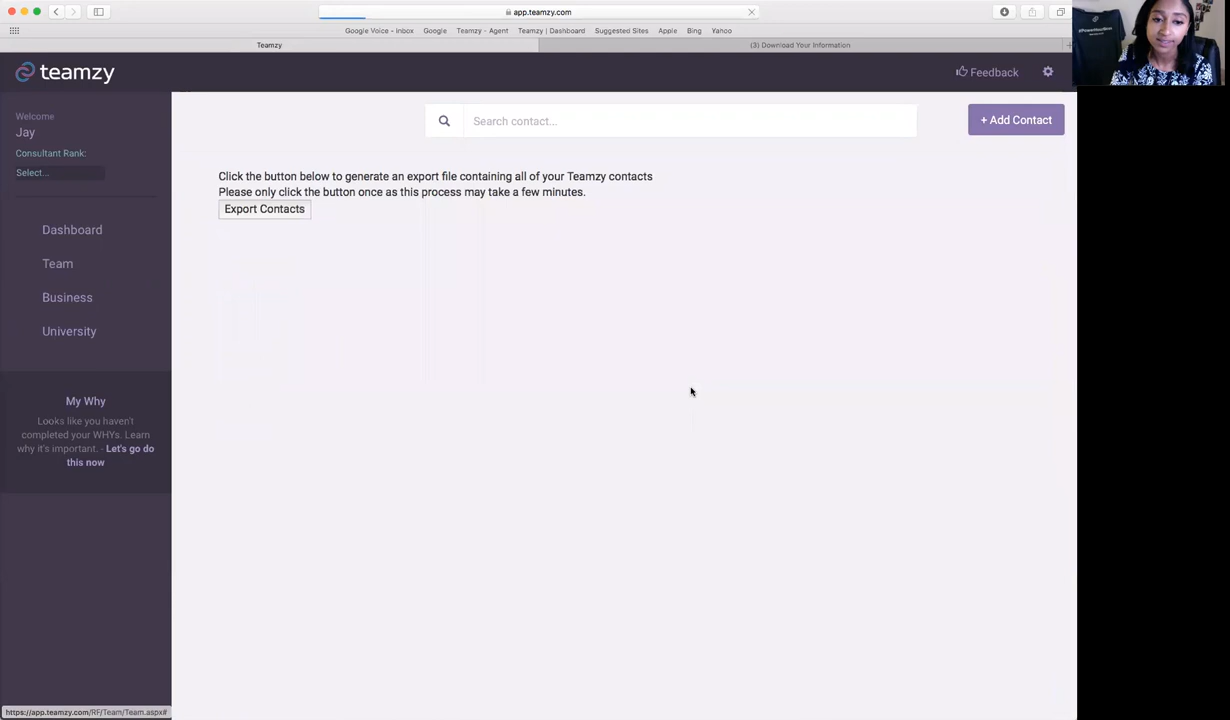 app.teamzy.com
Google Voice - Inbox Google Teamzy - Agent Teamzy | Dashboard Suggested Sites Apple Bing Yahoo
Teamzy (3) Download Your Information
teamzy
Feedback
Welcome
Jay
Consultant Rank:
Select...
Search contact...
+ Add Contact
Click the button below to generate an export file containing all of your Teamzy contacts
Please only click the button once as this process may take a few minutes.
Export Contacts
Dashboard
Team
Business
University
My Why
Looks like you haven't
completed your WHYs. Learn
why it's important. - Let's go do
this now
https://app.teamzy.com/RF/Team/Team.aspx#